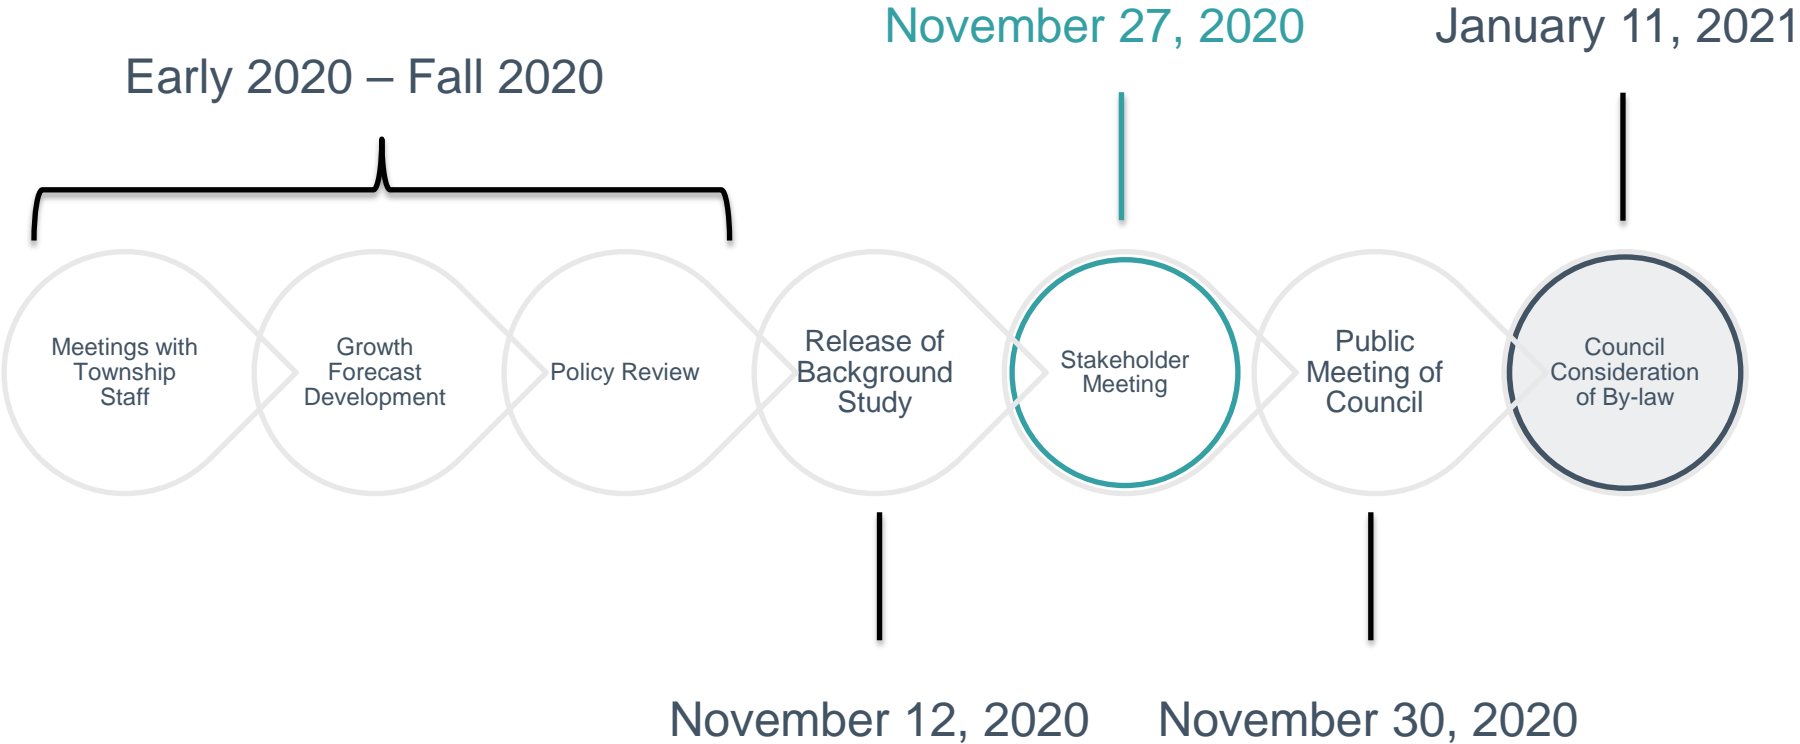 November 27, 2020
January 11, 2021
Early 2020 – Fall 2020
Meetings with
Township
Staff
Growth
Forecast
Development
Policy Review
Release of
Background
Study
Stakeholder
Meeting
Public
Meeting of
Council
Council
Consideration
of By-law
November 12, 2020
November 30, 2020